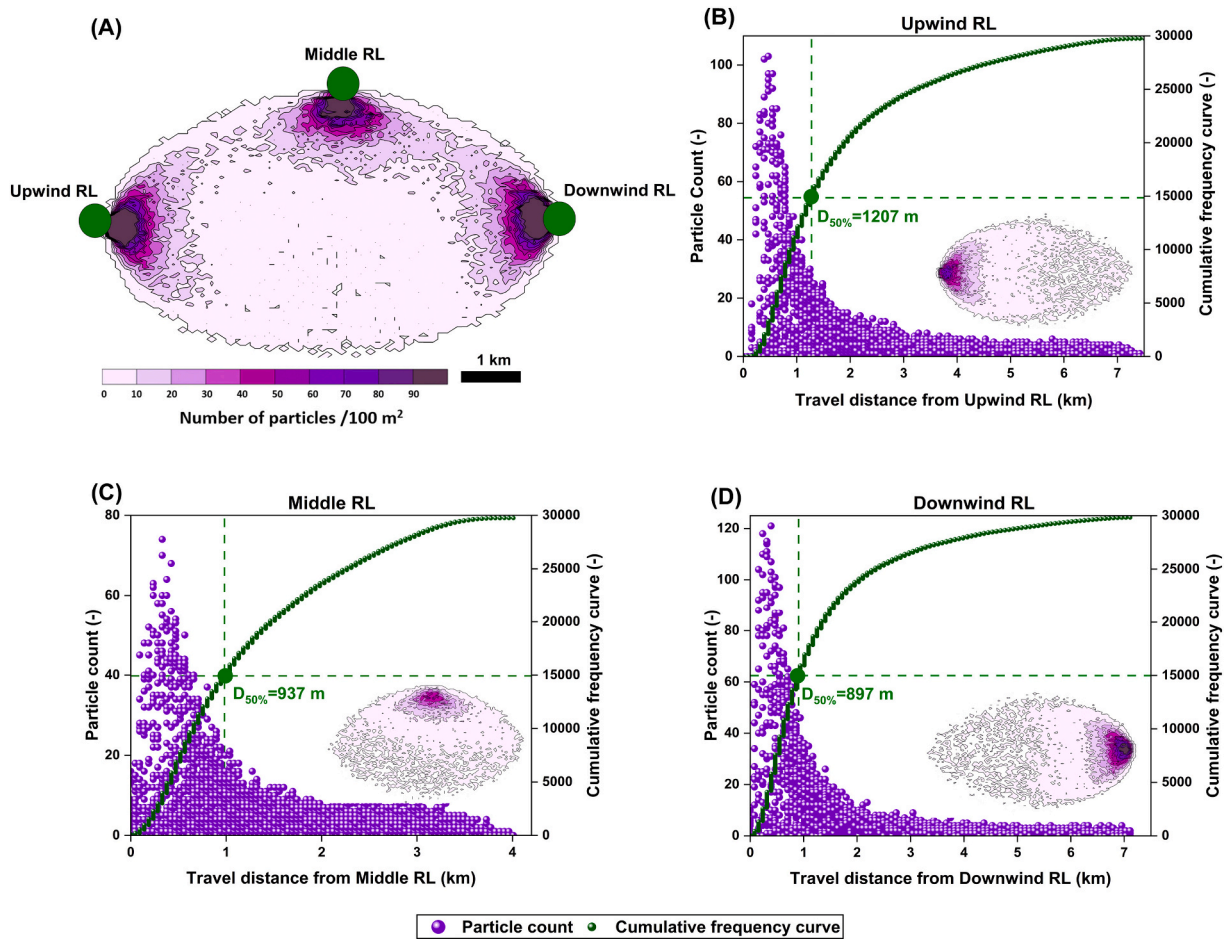 (A)
Middle RL
Upwind RL
Downwind RL
1 km
0 10 20 30 40 50 60 70 80 90
Number of particles /100 m²
(B)
Upwind RL
Particle Count (-)
0 20 40 60 80 100
D50%=1207 m
Cumulative frequency curve (-)
0 5000 10000 15000 20000 25000 30000
0 1 2 3 4 5 6 7
Travel distance from Upwind RL (km)
(C)
Middle RL
Particle count (-)
0 20 40 60 80
D50%=937 m
Cumulative frequency curve (-)
0 5000 10000 15000 20000 25000 30000
0 1 2 3 4
Travel distance from Middle RL (km)
(D)
Downwind RL
Particle count (-)
0 20 40 60 80 100 120
D50%=897 m
Cumulative frequency curve (-)
0 5000 10000 15000 20000 25000 30000
0 1 2 3 4 5 6 7
Travel distance from Downwind RL (km)
Particle count Cumulative frequency curve